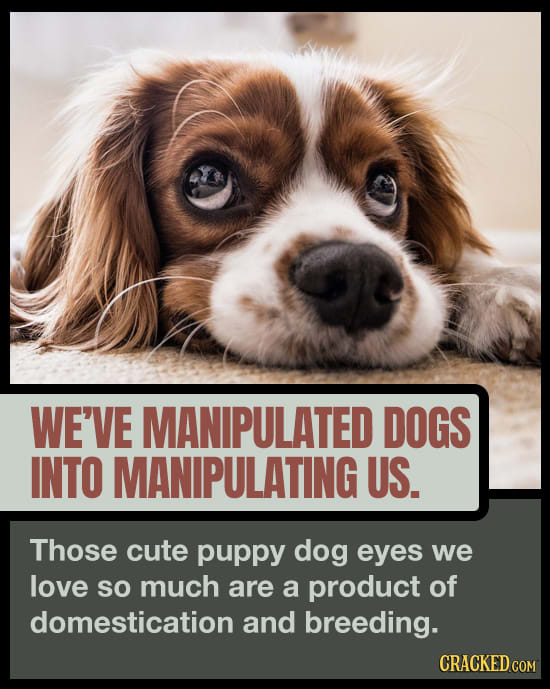 WE'VE MANIPULATED DOGS
INTO MANIPULATING US.
Those cute puppy dog eyes we
love so much are a product of
domestication and breeding.
CRACKED.COM